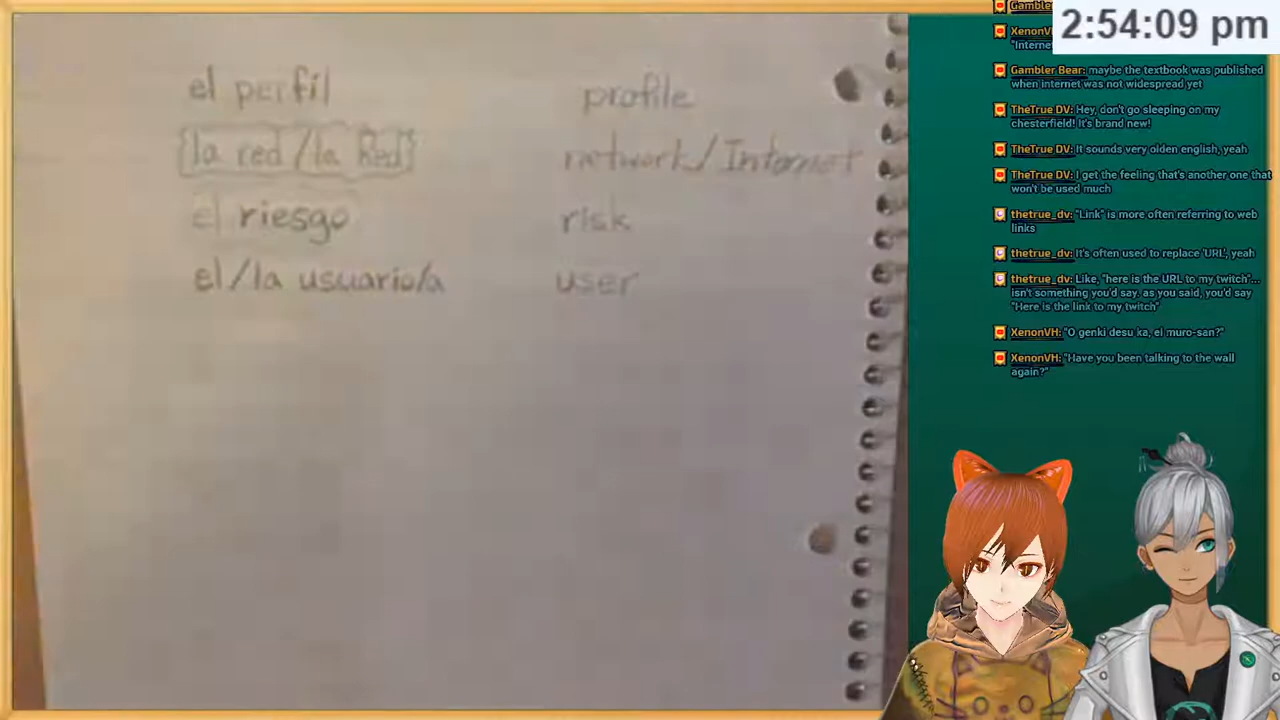 el perfil profile
{la red/la Red} network/Internet
el riesgo risk
el/la usuario/a user
2:54:09 pm
Gambler
XenonV
"Interne
Gambler Bear: maybe the textbook was published
when internet was not widespread yet
TheTrue DV: Hey, don't go sleeping on my
chesterfield! It's brand new!
TheTrue DV: It sounds very olden english, yeah
TheTrue DV: I get the feeling that's another one that
won't be used much
thetrue_dv: "Link" is more often referring to web
links
thetrue_dv: It's often used to replace 'URL', yeah
thetrue_dv: Like, "here is the URL to my twitch"...
isn't something you'd say. as you said, you'd say
"Here is the link to my twitch"
XenonVH: "O genki desu ka, el muro-san?"
XenonVH: "Have you been talking to the wall
again?"